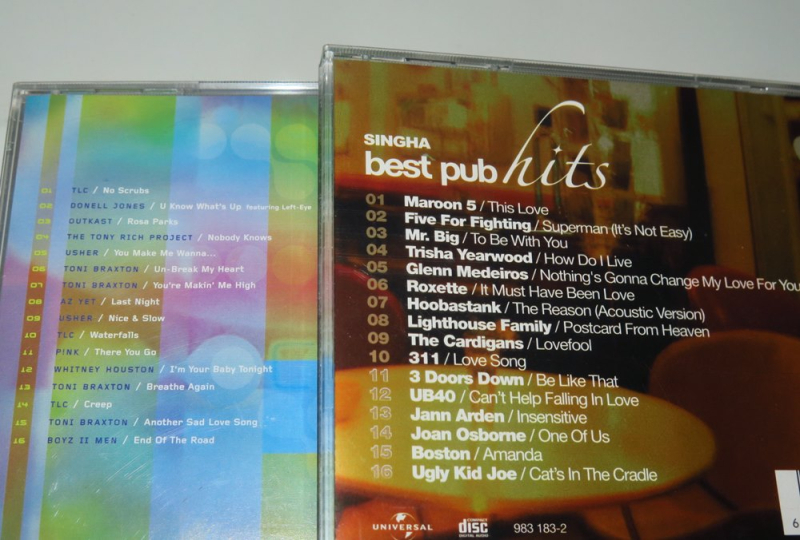 01 TLC / No Scrubs
02 DONELL JONES / U Know What's Up featuring Left-Eye
03 OUTKAST / Rosa Parks
04 THE TONY RICH PROJECT / Nobody Knows
05 USHER / You Make Me Wanna...
06 TONI BRAXTON / Un-Break My Heart
07 TONI BRAXTON / You're Makin' Me High
08 AZ YET / Last Night
09 USHER / Nice & Slow
10 TLC / Waterfalls
11 P!NK / There You Go
12 WHITNEY HOUSTON / I'm Your Baby Tonight
13 TONI BRAXTON / Breathe Again
14 TLC / Creep
15 TONI BRAXTON / Another Sad Love Song
16 BOYZ II MEN / End Of The Road
SINGHA
best pub hits
01 Maroon 5 / This Love
02 Five For Fighting / Superman (It's Not Easy)
03 Mr. Big / To Be With You
04 Trisha Yearwood / How Do I Live
05 Glenn Medeiros / Nothing's Gonna Change My Love For You
06 Roxette / It Must Have Been Love
07 Hoobastank / The Reason (Acoustic Version)
08 Lighthouse Family / Postcard From Heaven
09 The Cardigans / Lovefool
10 311 / Love Song
11 3 Doors Down / Be Like That
12 UB40 / Can't Help Falling In Love
13 Jann Arden / Insensitive
14 Joan Osborne / One Of Us
15 Boston / Amanda
16 Ugly Kid Joe / Cat's In The Cradle
UNIVERSAL
COMPACT disc DIGITAL AUDIO
983 183-2
6